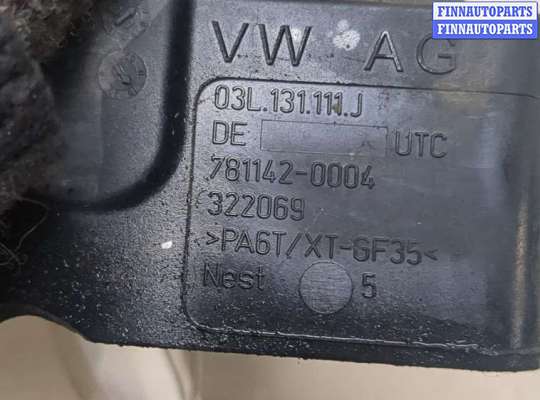 FINNAUTOPARTS
FINNAUTOPARTS
VW AG
03L.131.111.J
DE UTC
781142-0004
322069
>PA6T/XT-GF35<
Nest 5